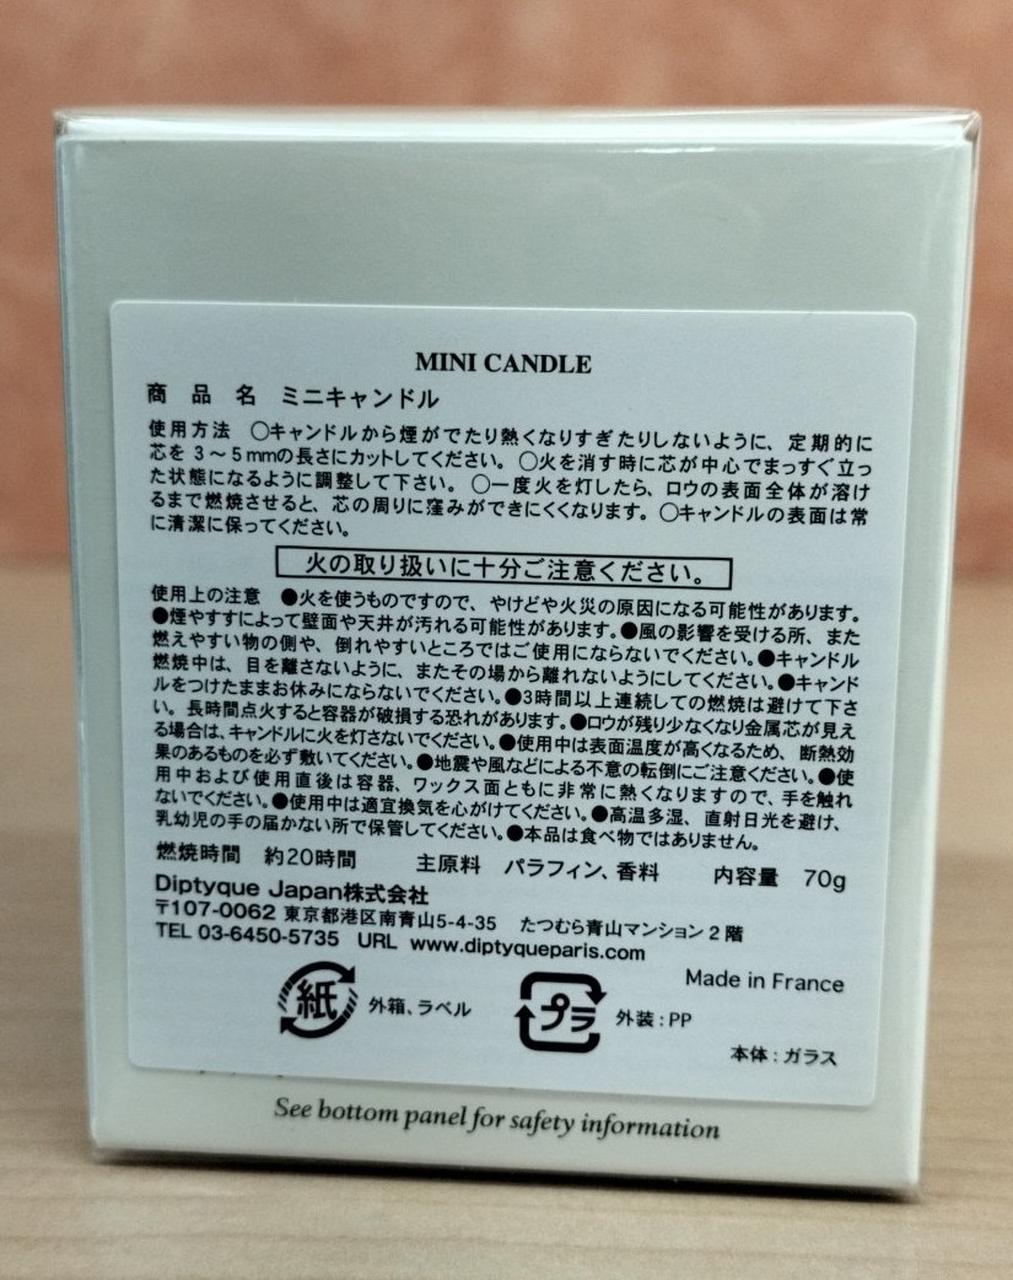 MINI CANDLE
商品名 ミニキャンドル
使用方法 ○キャンドルから煙がでたり熱くなりすぎたりしないように、定期的に
芯を3〜5mmの長さにカットしてください。○火を消す時に芯が中心でまっすぐ立っ
た状態になるように調整して下さい。○一度火を灯したら、ロウの表面全体が溶け
るまで燃焼させると、芯の周りに窪みができにくくなります。○キャンドルの表面は常
に清潔に保ってください。
火の取り扱いに十分ご注意ください。
使用上の注意 ●火を使うものですので、やけどや火災の原因になる可能性があります。
●煙やすすによって壁面や天井が汚れる可能性があります。●風の影響を受ける所、また
燃えやすい物の側や、倒れやすいところではご使用にならないでください。●キャンドル
燃焼中は、目を離さないように、またその場から離れないようにしてください。●キャンド
ルをつけたままお休みにならないでください。●3時間以上連続しての燃焼は避けて下さ
い。長時間点火すると容器が破損する恐れがあります。●ロウが残り少なくなり金属芯が見え
る場合は、キャンドルに火を灯さないでください。●使用中は表面温度が高くなるため、断熱効
果のあるものを必ず敷いてください。●地震や風などによる不意の転倒にご注意ください。●使
用中および使用直後は容器、ワックス面ともに非常に熱くなりますので、手を触れ
ないでください。●使用中は適宜換気を心がけてください。●高温多湿、直射日光を避け、
乳幼児の手の届かない所で保管してください。●本品は食べ物ではありません。
燃焼時間 約20時間 主原料 パラフィン、香料 内容量 70g
Diptyque Japan株式会社
〒107-0062 東京都港区南青山5-4-35 たつむら青山マンション2階
TEL 03-6450-5735 URL www.diptyqueparis.com
Made in France
紙 外箱、ラベル プラ 外装:PP
本体:ガラス
See bottom panel for safety information